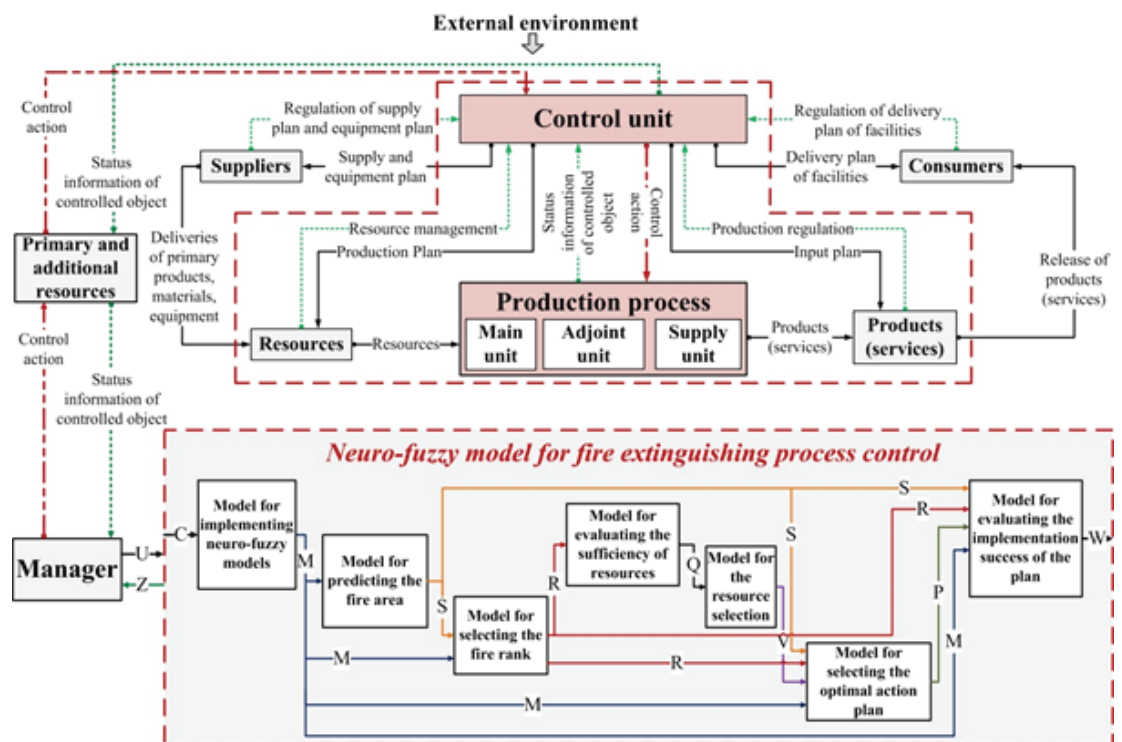 External environment
Control
action
Status
information of
controlled object
Regulation of supply
plan and equipment plan
Control unit
Regulation of delivery
plan of facilities
Suppliers
Supply and
equipment plan
Delivery plan
of facilities
Consumers
Primary and
additional
resources
Deliveries
of primary
products,
materials,
equipment
Resource management
Production Plan
Status
information
of controlled
object
Control
action
Production regulation
Input plan
Release of
products
(services)
Control
action
Status
information of
controlled object
Resources
Resources
Production process
Main
unit
Adjoint
unit
Supply
unit
Products
(services)
Products
(services)
Neuro-fuzzy model for fire extinguishing process control
Manager
U
Z
C
Model for
implementing
neuro-fuzzy
models
M
Model for
predicting the
fire area
S
Model for
selecting the
fire rank
M
R
Model for
evaluating the
sufficiency of
resources
Q
Model for
the
resource
selection
V
S
S
R
R
M
Model for
selecting the
optimal action
plan
P
M
Model for
evaluating the
implementation
success of the
plan
W